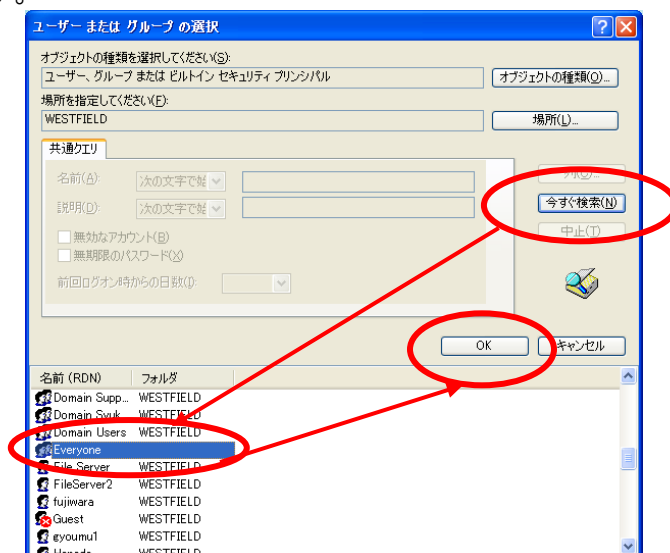 ユーザー または グループ の選択
オブジェクトの種類を選択してください(S):
ユーザー、グループ または ビルトイン セキュリティ プリンシパル
オブジェクトの種類(O)...
場所を指定してください(F):
WESTFIELD
場所(L)...
共通クエリ
名前(A):
次の文字で始
説明(D):
次の文字で始
今すぐ検索(N)
中止(T)
無効なアカウント(B)
無期限のパスワード(X)
前回ログオン時からの日数(I):
OK
キャンセル
名前 (RDN) フォルダ
Domain Supp... WESTFIELD
Domain Syuk... WESTFIELD
Domain Users WESTFIELD
Everyone
File Server WESTFIELD
FileServer2 WESTFIELD
fujiwara WESTFIELD
Guest WESTFIELD
gyoumu1 WESTFIELD
WESTFIELD